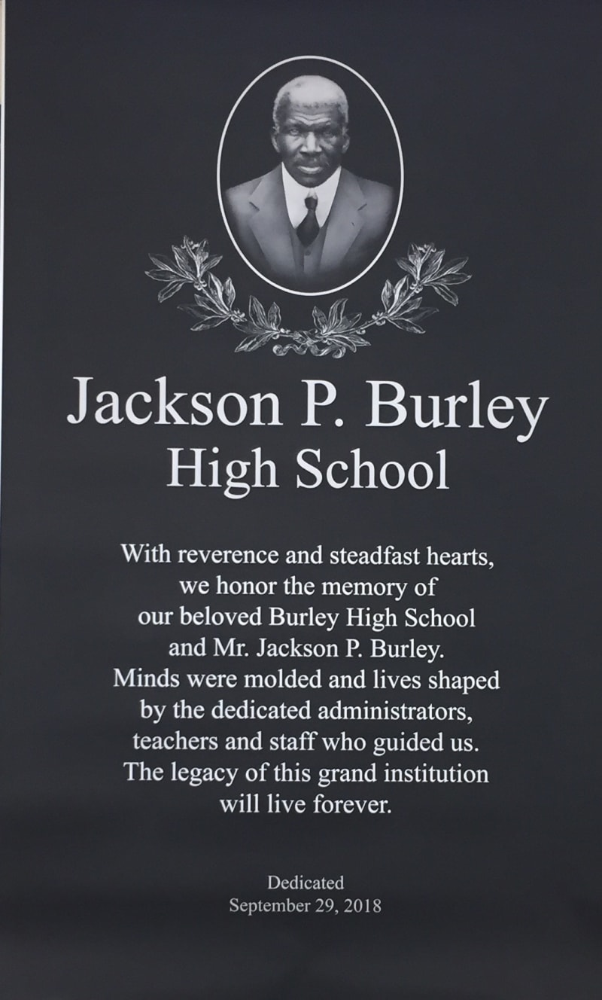 Jackson P. Burley
High School
With reverence and steadfast hearts,
we honor the memory of
our beloved Burley High School
and Mr. Jackson P. Burley.
Minds were molded and lives shaped
by the dedicated administrators,
teachers and staff who guided us.
The legacy of this grand institution
will live forever.
Dedicated
September 29, 2018